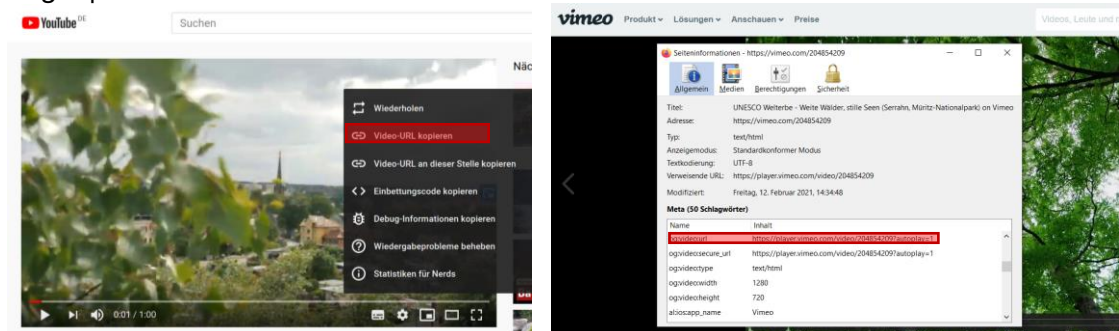 YouTube DE
Suchen
Näc
Wiederholen
Video-URL kopieren
Video-URL an dieser Stelle kopieren
Einbettungscode kopieren
Debug-Informationen kopieren
Wiedergabeprobleme beheben
Statistiken für Nerds
0:01 / 1:00
vimeo Produkt Lösungen Anschauen Preise
Videos, Leute und
Seiteninformationen - https://vimeo.com/204854209
Allgemein Medien Berechtigungen Sicherheit
Titel: UNESCO Welterbe - Weite Wälder, stille Seen (Serrahn, Müritz-Nationalpark) on Vimeo
Adresse: https://vimeo.com/204854209
Typ: text/html
Anzeigemodus: Standardkonformer Modus
Textkodierung: UTF-8
Verweisende URL: https://player.vimeo.com/video/204854209
Modifiziert: Freitag, 12. Februar 2021, 14:34:48
Meta (50 Schlagwörter)
Name Inhalt
og:video:url https://player.vimeo.com/video/204854209?autoplay=1
og:video:secure_url https://player.vimeo.com/video/204854209?autoplay=1
og:video:type text/html
og:video:width 1280
og:video:height 720
al:ios:app_name Vimeo